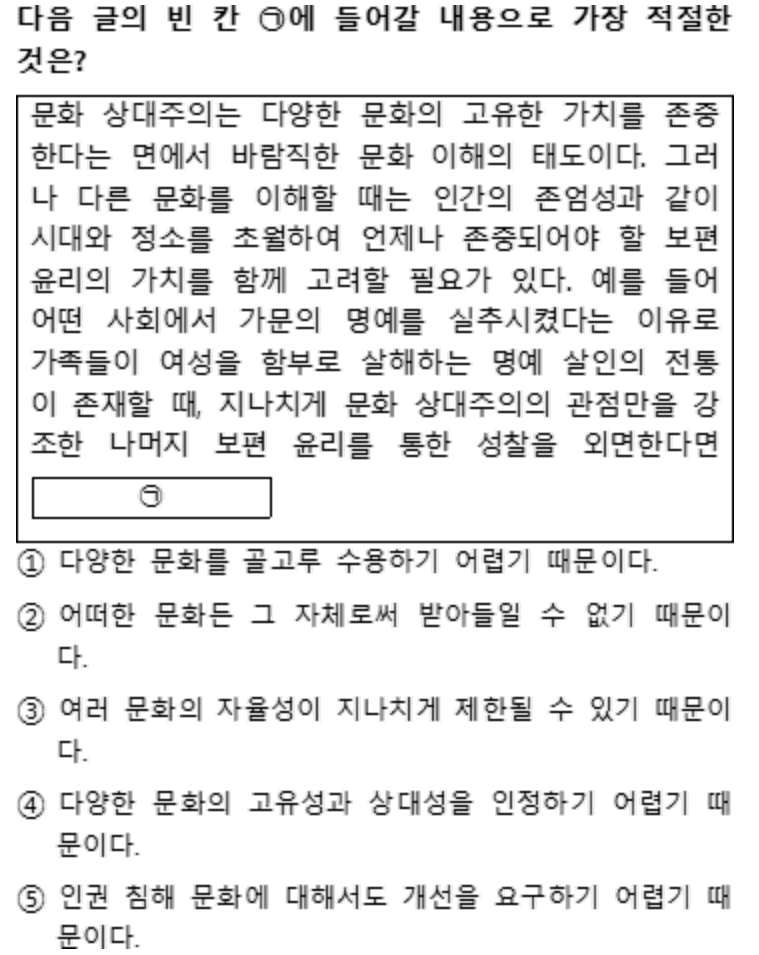 다음 글의 빈 칸 ㉠에 들어갈 내용으로 가장 적절한
것은?
문화 상대주의는 다양한 문화의 고유한 가치를 존중
한다는 면에서 바람직한 문화 이해의 태도이다. 그러
나 다른 문화를 이해할 때는 인간의 존엄성과 같이
시대와 정소를 초월하여 언제나 존중되어야 할 보편
윤리의 가치를 함께 고려할 필요가 있다. 예를 들어
어떤 사회에서 가문의 명예를 실추시켰다는 이유로
가족들이 여성을 함부로 살해하는 명예 살인의 전통
이 존재할 때, 지나치게 문화 상대주의의 관점만을 강
조한 나머지 보편 윤리를 통한 성찰을 외면한다면
㉠
① 다양한 문화를 골고루 수용하기 어렵기 때문이다.
② 어떠한 문화든 그 자체로써 받아들일 수 없기 때문이
다.
③ 여러 문화의 자율성이 지나치게 제한될 수 있기 때문이
다.
④ 다양한 문화의 고유성과 상대성을 인정하기 어렵기 때
문이다.
⑤ 인권 침해 문화에 대해서도 개선을 요구하기 어렵기 때
문이다.